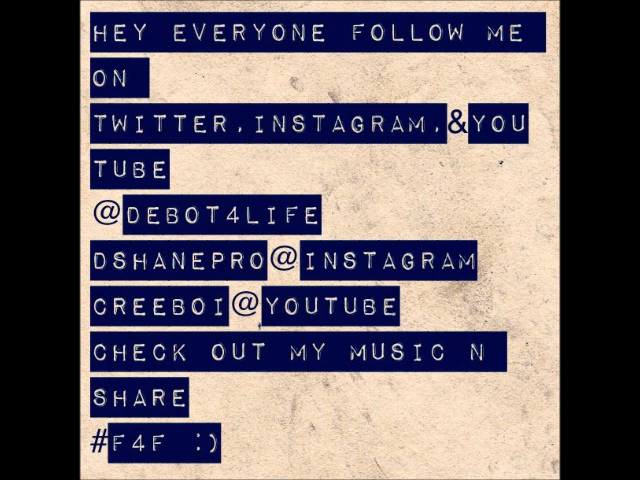 HEY EVERYONE FOLLOW ME
ON
TWITTER,INSTAGRAM,&YOU
TUBE
@DEBOT4LIFE
DSHANEPRO@INSTAGRAM
CREEBOI@YOUTUBE
CHECK OUT MY MUSIC N
SHARE
#F4F :)